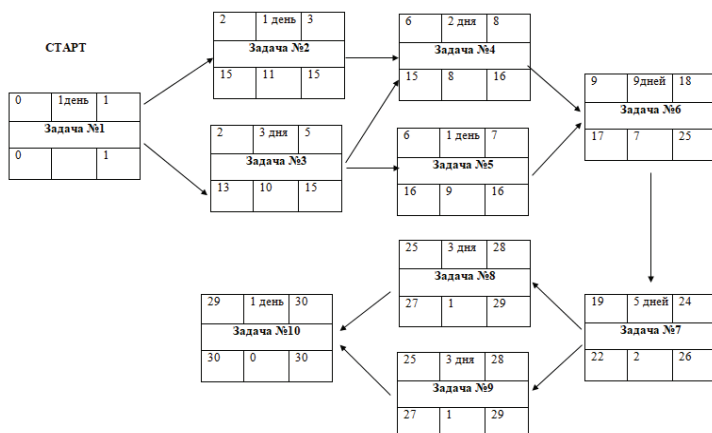 СТАРТ
0 1день 1
Задача №1
0 1
2 1 день 3
Задача №2
15 11 15
2 3 дня 5
Задача №3
13 10 15
6 2 дня 8
Задача №4
15 8 16
6 1 день 7
Задача №5
16 9 16
9 9дней 18
Задача №6
17 7 25
19 5 дней 24
Задача №7
22 2 26
25 3 дня 28
Задача №8
27 1 29
25 3 дня 28
Задача №9
27 1 29
29 1 день 30
Задача №10
30 0 30